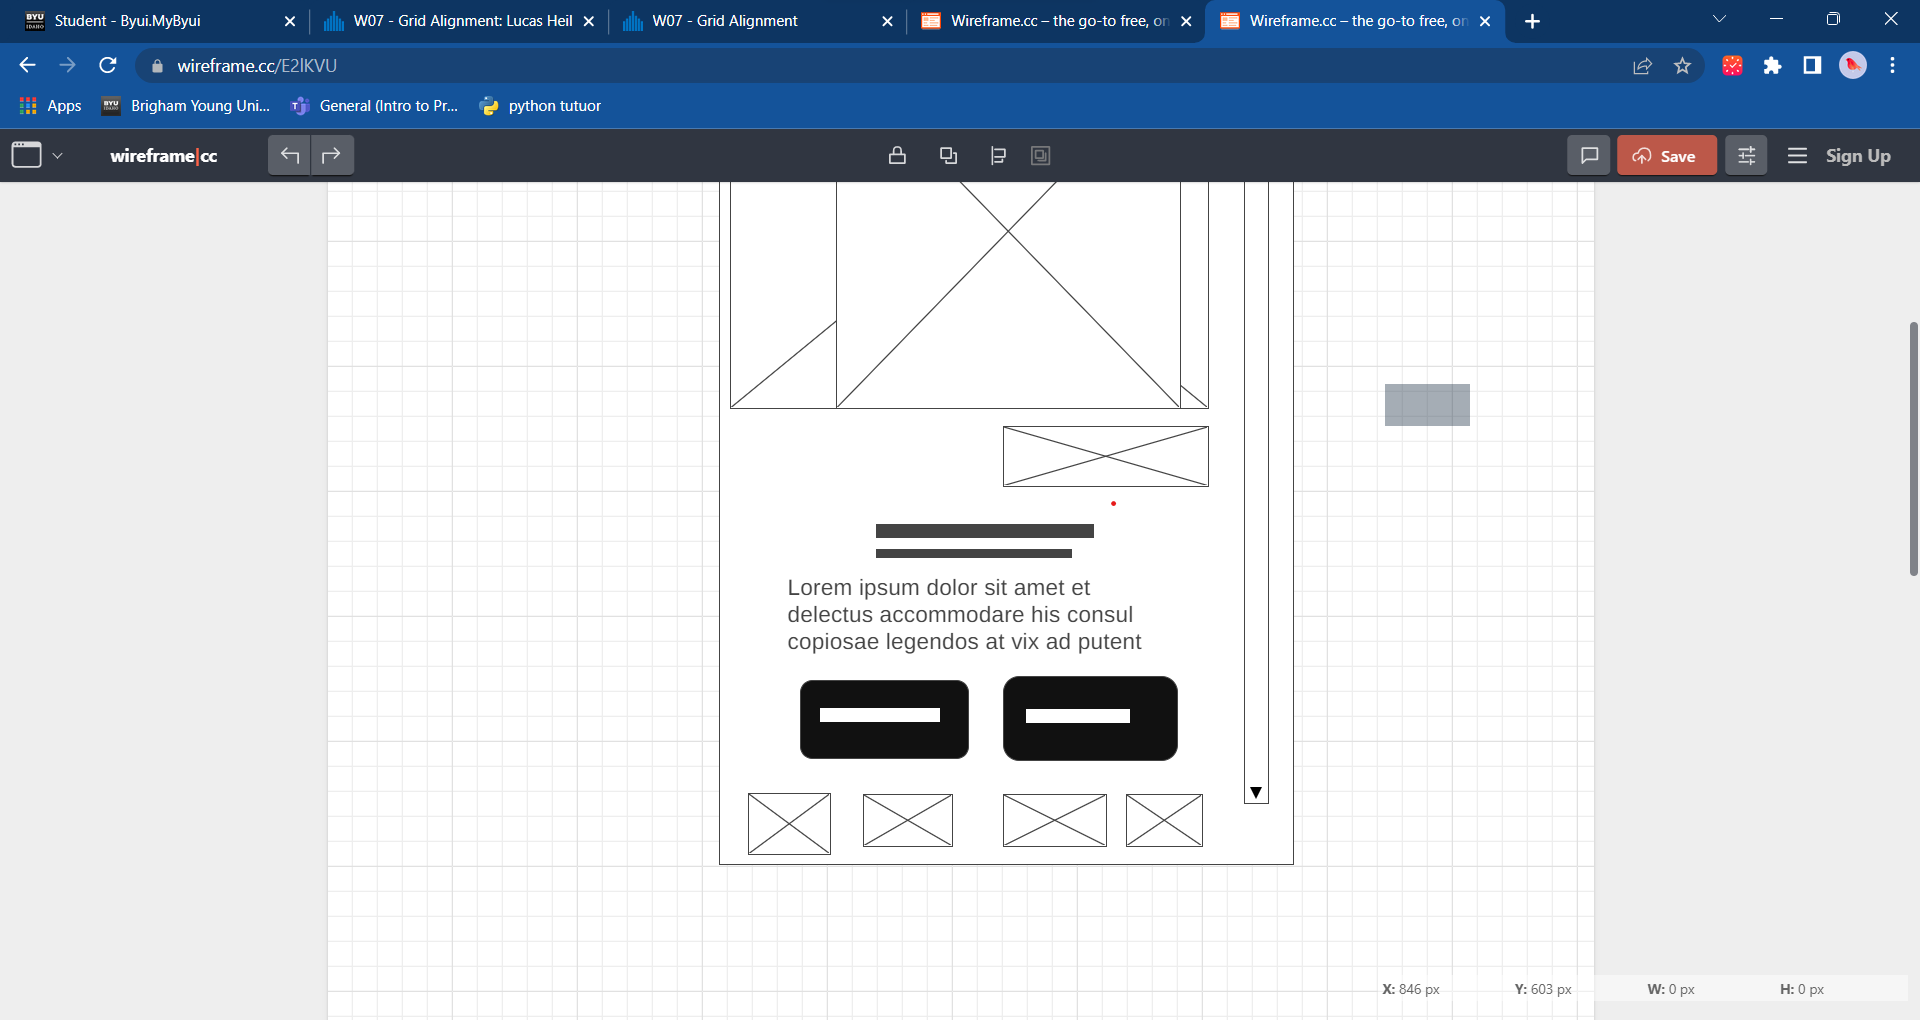 Student - Byui.MyByui
W07 - Grid Alignment: Lucas Heil
W07 - Grid Alignment
Wireframe.cc – the go-to free, on
Wireframe.cc – the go-to free, on
wireframe.cc/E2lKVU
Apps
BYU
Brigham Young Uni...
General (Intro to Pr...
python tutuor
wireframe|cc
Save
Sign Up
Lorem ipsum dolor sit amet et
delectus accommodare his consul
copiosae legendos at vix ad putent
X: 846 px
Y: 603 px
W: 0 px
H: 0 px